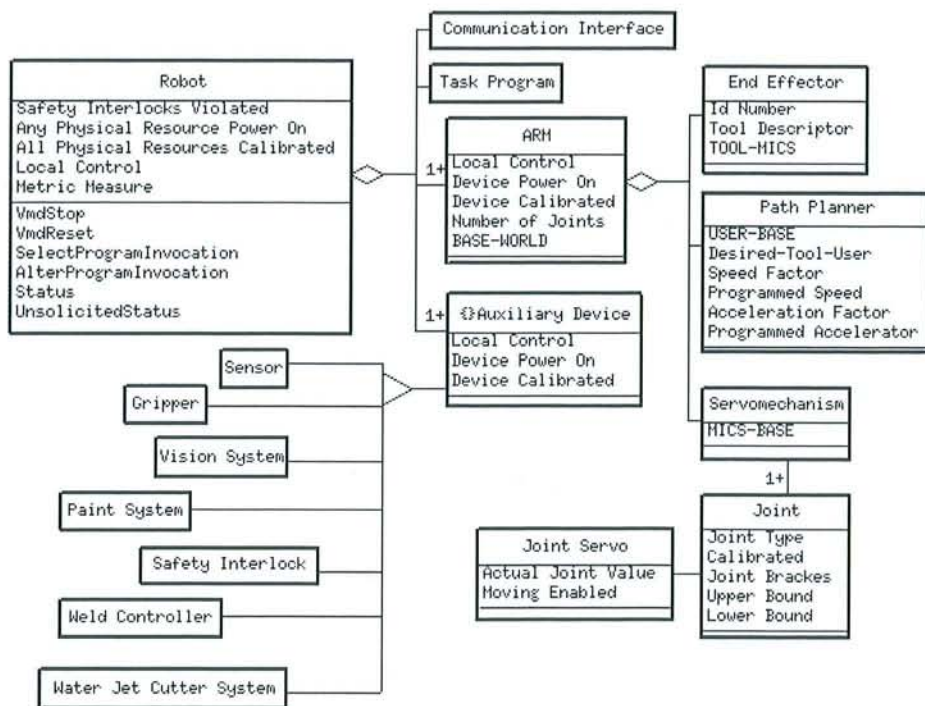 Communication Interface
Robot
Safety Interlocks Violated
Any Physical Resource Power On
All Physical Resources Calibrated
Local Control
Metric Measure
VmdStop
VmdReset
SelectProgramInvocation
AlterProgramInvocation
Status
UnsolicitedStatus
Task Program
1+
ARM
Local Control
Device Power On
Device Calibrated
Number of Joints
BASE-WORLD
End Effector
Id Number
Tool Descriptor
TOOL-MICS
Path Planner
USER-BASE
Desired-Tool-User
Speed Factor
Programmed Speed
Acceleration Factor
Programmed Accelerator
1+
{}Auxiliary Device
Local Control
Device Power On
Device Calibrated
Sensor
Gripper
Vision System
Paint System
Safety Interlock
Weld Controller
Water Jet Cutter System
Servomechanism
MICS-BASE
1+
Joint
Joint Type
Calibrated
Joint Brackes
Upper Bound
Lower Bound
Joint Servo
Actual Joint Value
Moving Enabled